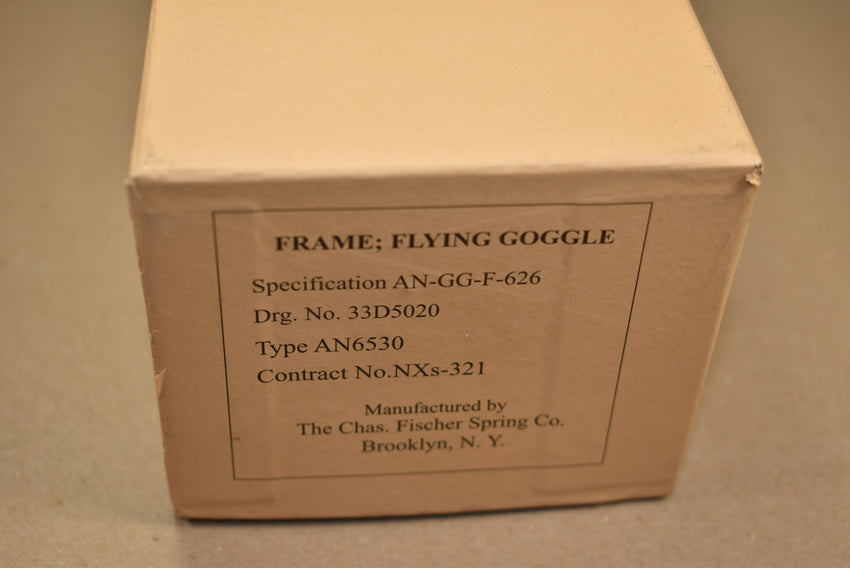 FRAME; FLYING GOGGLE
Specification AN-GG-F-626
Drg. No. 33D5020
Type AN6530
Contract No.NXs-321
Manufactured by
The Chas. Fischer Spring Co.
Brooklyn, N. Y.